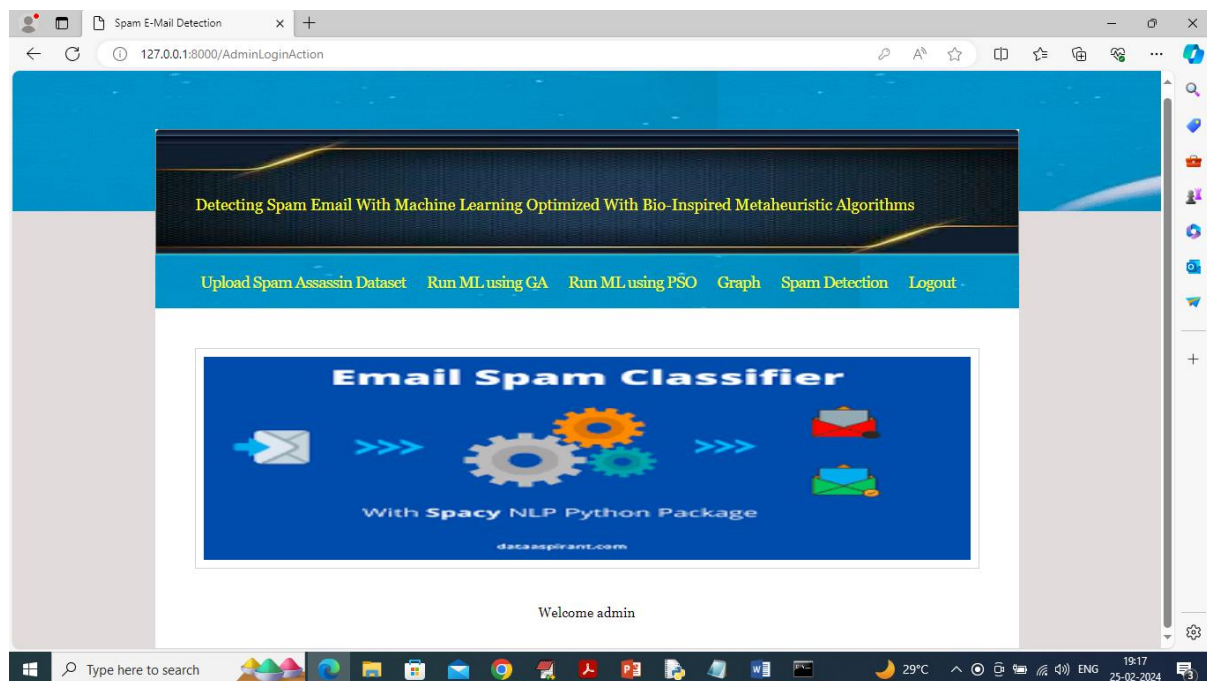 Spam E-Mail Detection
127.0.0.1:8000/AdminLoginAction
Detecting Spam Email With Machine Learning Optimized With Bio-Inspired Metaheuristic Algorithms
Upload Spam Assassin Dataset Run ML using GA Run ML using PSO Graph Spam Detection Logout
Email Spam Classifier
>>> >>>
With Spacy NLP Python Package
dataaspirant.com
Welcome admin
Type here to search
29°C ENG 19:17
25-02-2024 3